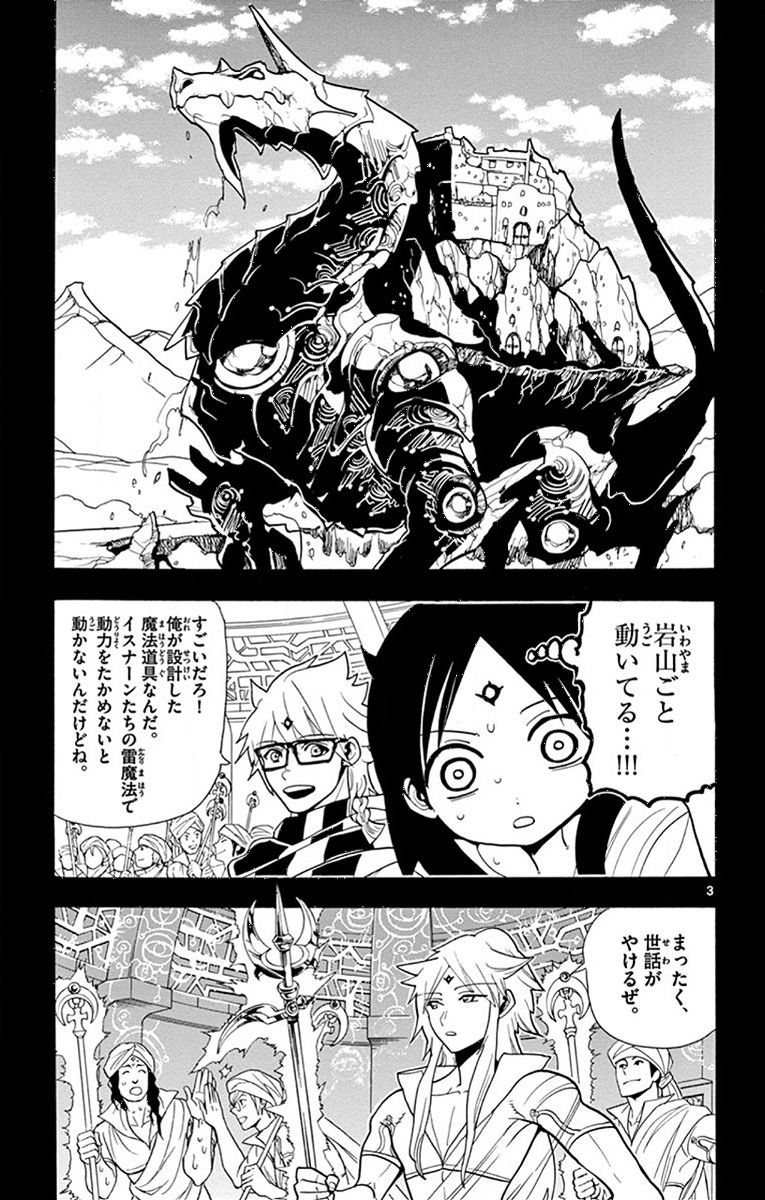 岩山ごと
動いてる…!!!
すごいだろ！
俺が設計した
魔法道具なんだ。
イスナーンたちの雷魔法で
動力をたかめないと
動かないんだけどね。
3
まったく、
世話が
やけるぜ。